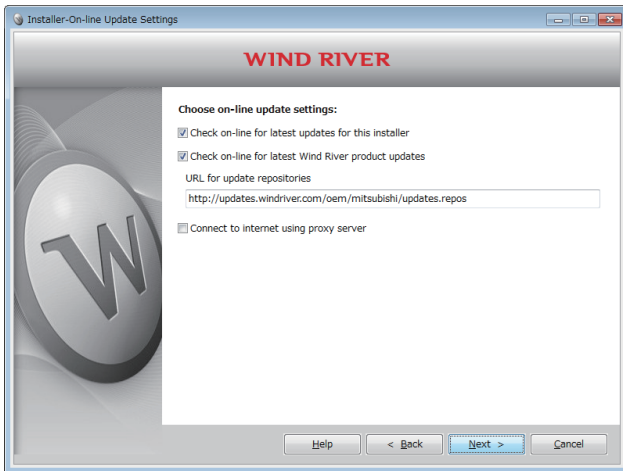 Installer-On-line Update Settings
WIND RIVER
W
Choose on-line update settings:
Check on-line for latest updates for this installer
Check on-line for latest Wind River product updates
URL for update repositories
http://updates.windriver.com/oem/mitsubishi/updates.repos
Connect to internet using proxy server
Help
< Back
Next >
Cancel